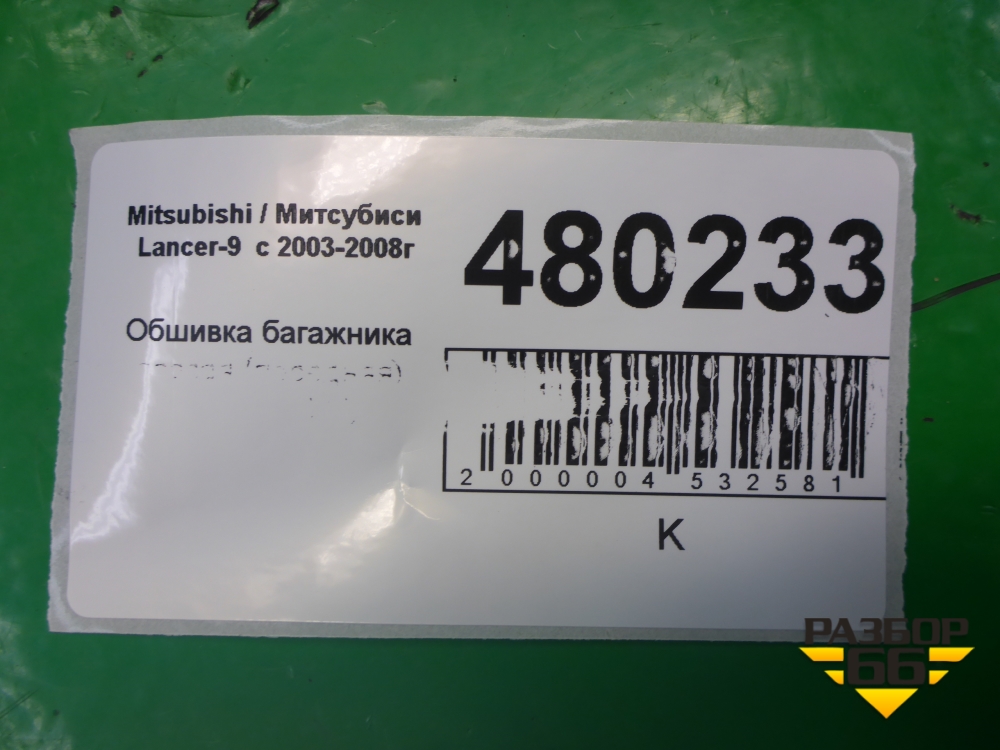 Mitsubishi / Митсубиси
Lancer-9 с 2003-2008г
480233
Обшивка багажника
2 000004 532581
K
РАЗБОР
66